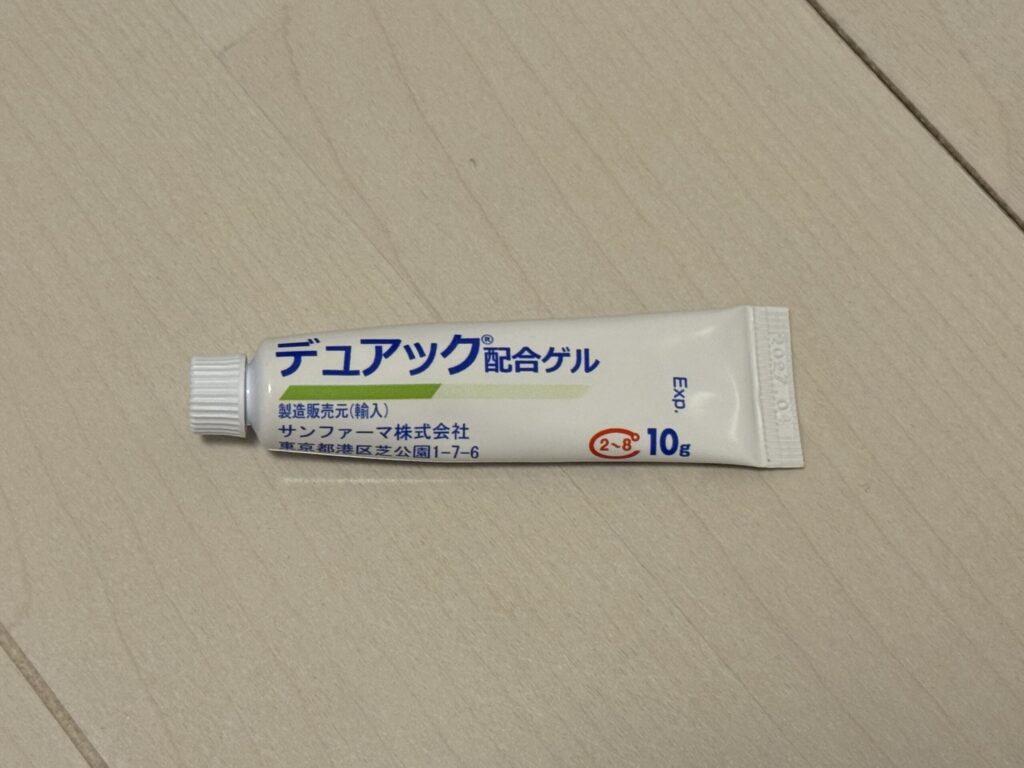 デュアック®配合ゲル
製造販売元(輸入)
サンファーマ株式会社
東京都港区芝公園1-7-6
2~8°
10g
Exp.